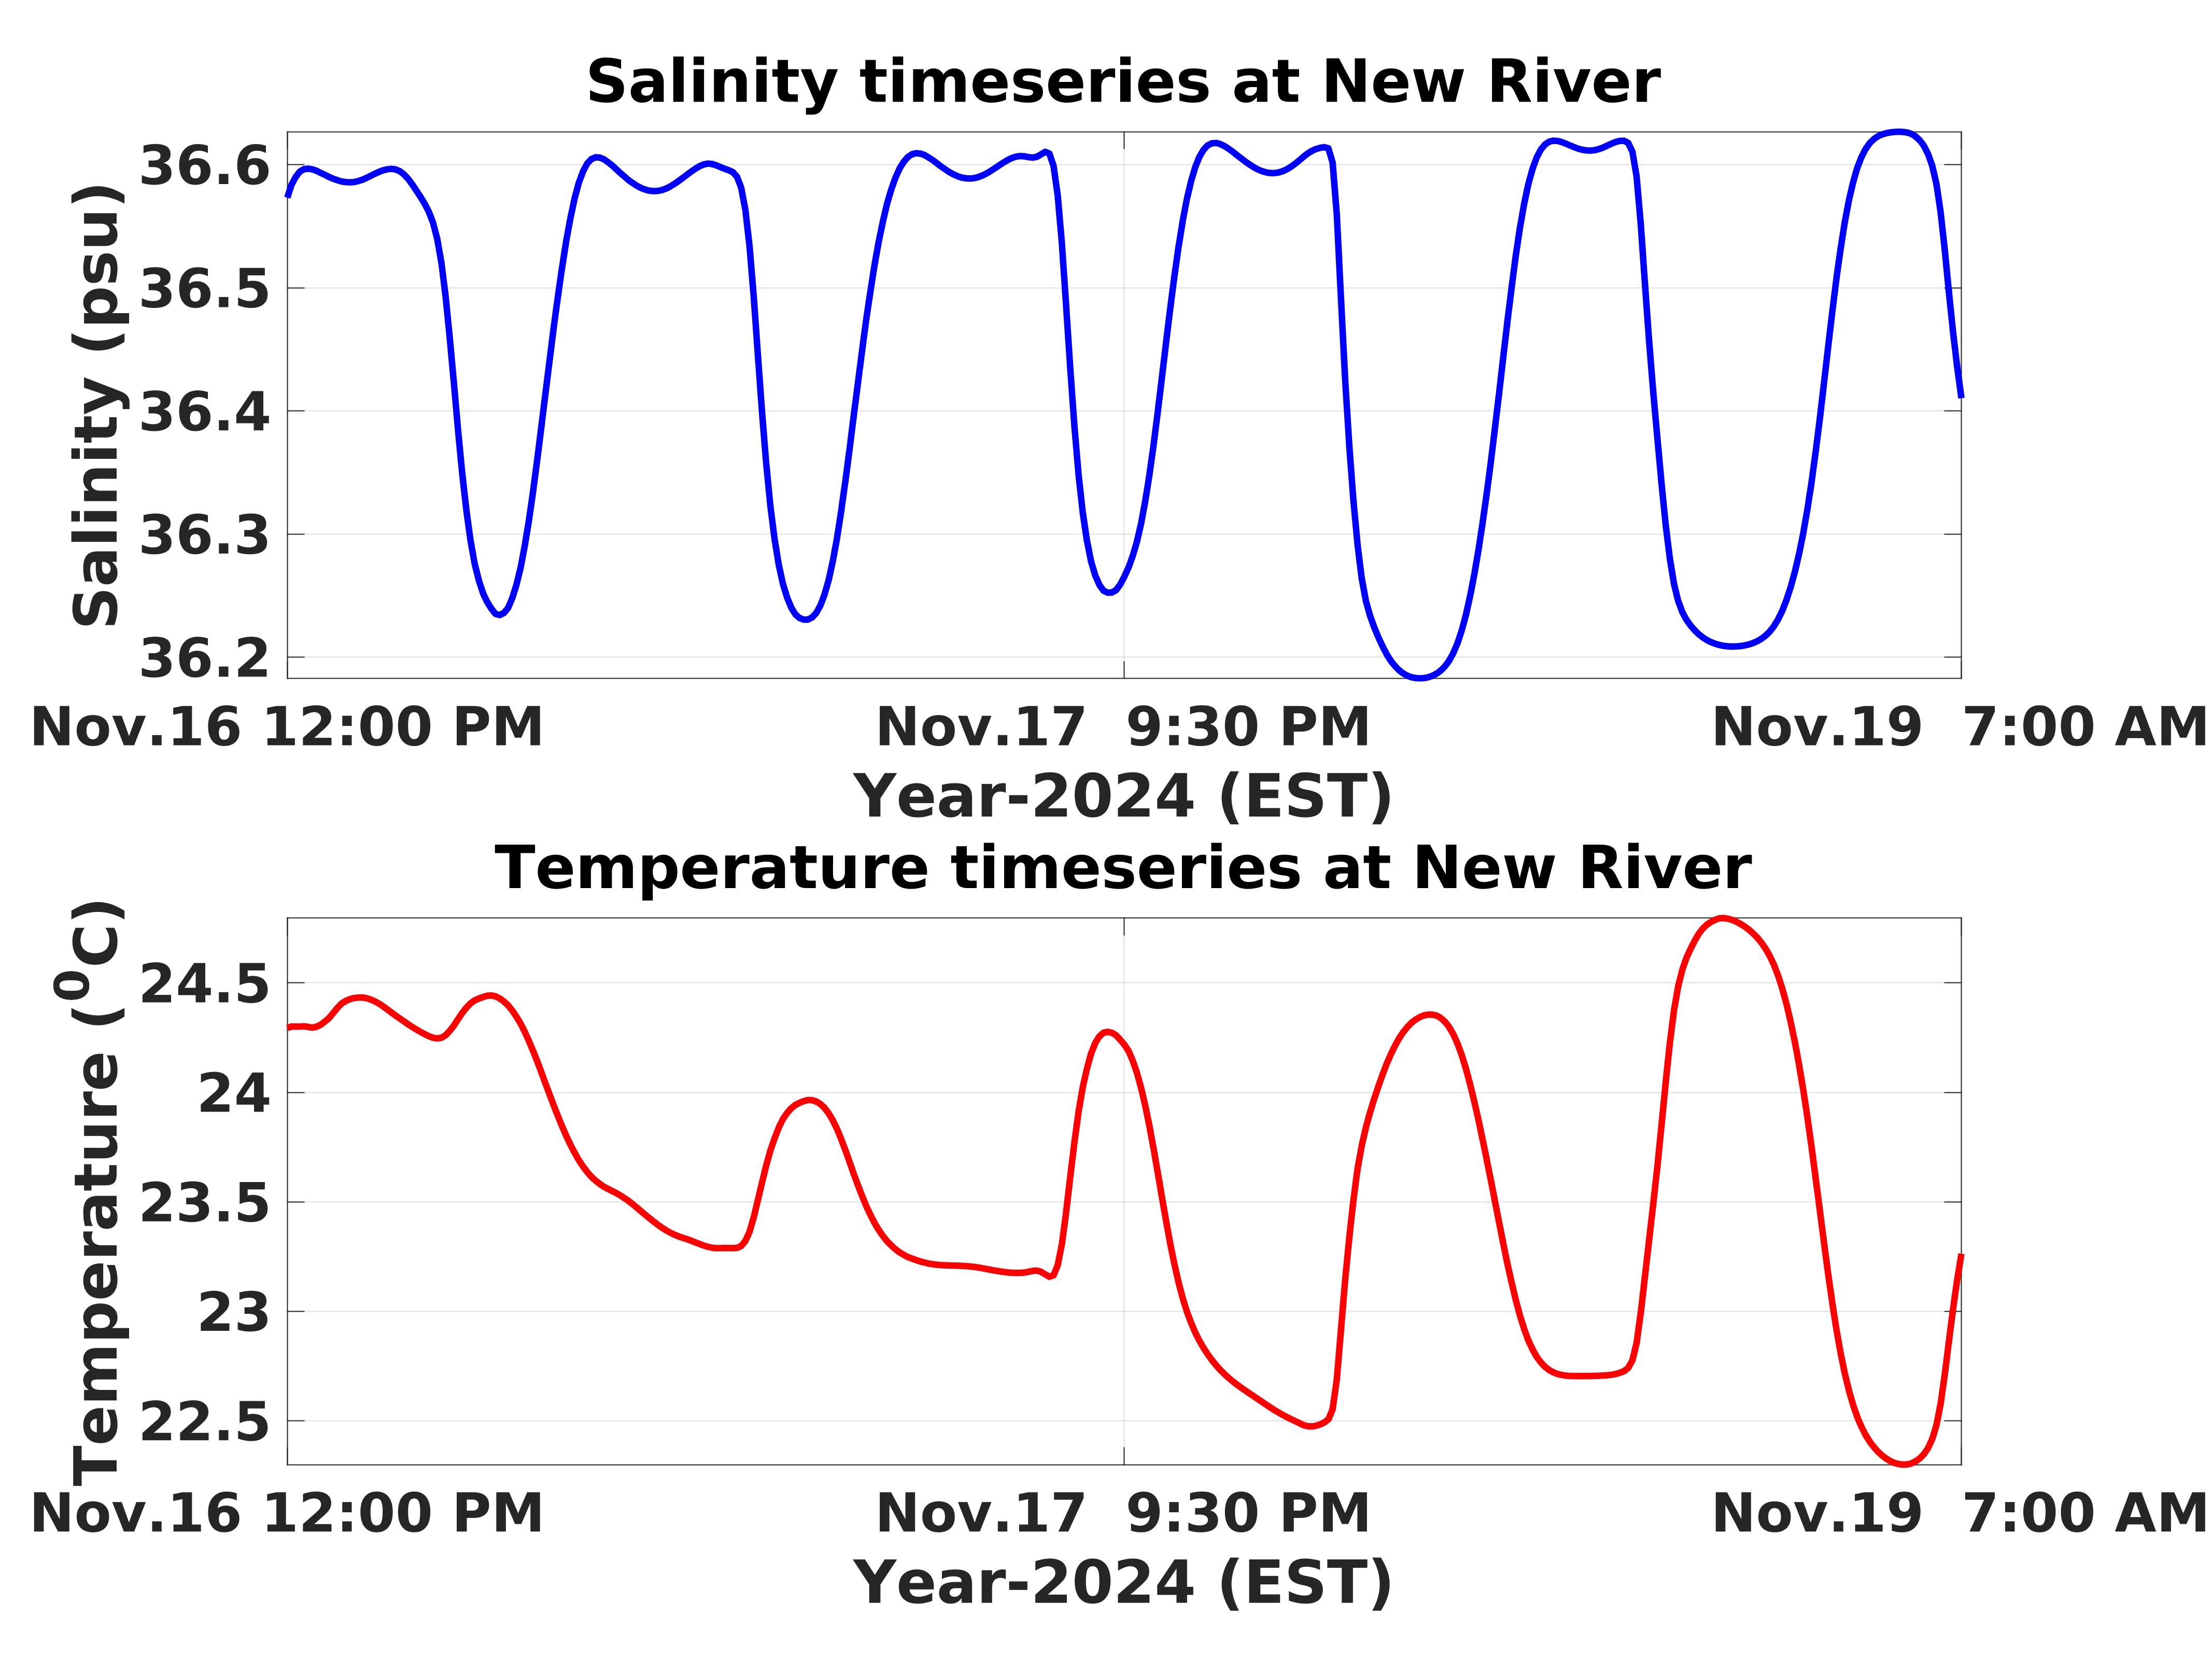 Salinity timeseries at New River
Salinity (psu)
36.6
36.5
36.4
36.3
36.2
Nov.16 12:00 PM Nov.17  9:30 PM Nov.19  7:00 AM
Year-2024 (EST)
Temperature timeseries at New River
Temperature (⁰C)
24.5
24
23.5
23
22.5
Nov.16 12:00 PM Nov.17  9:30 PM Nov.19  7:00 AM
Year-2024 (EST)